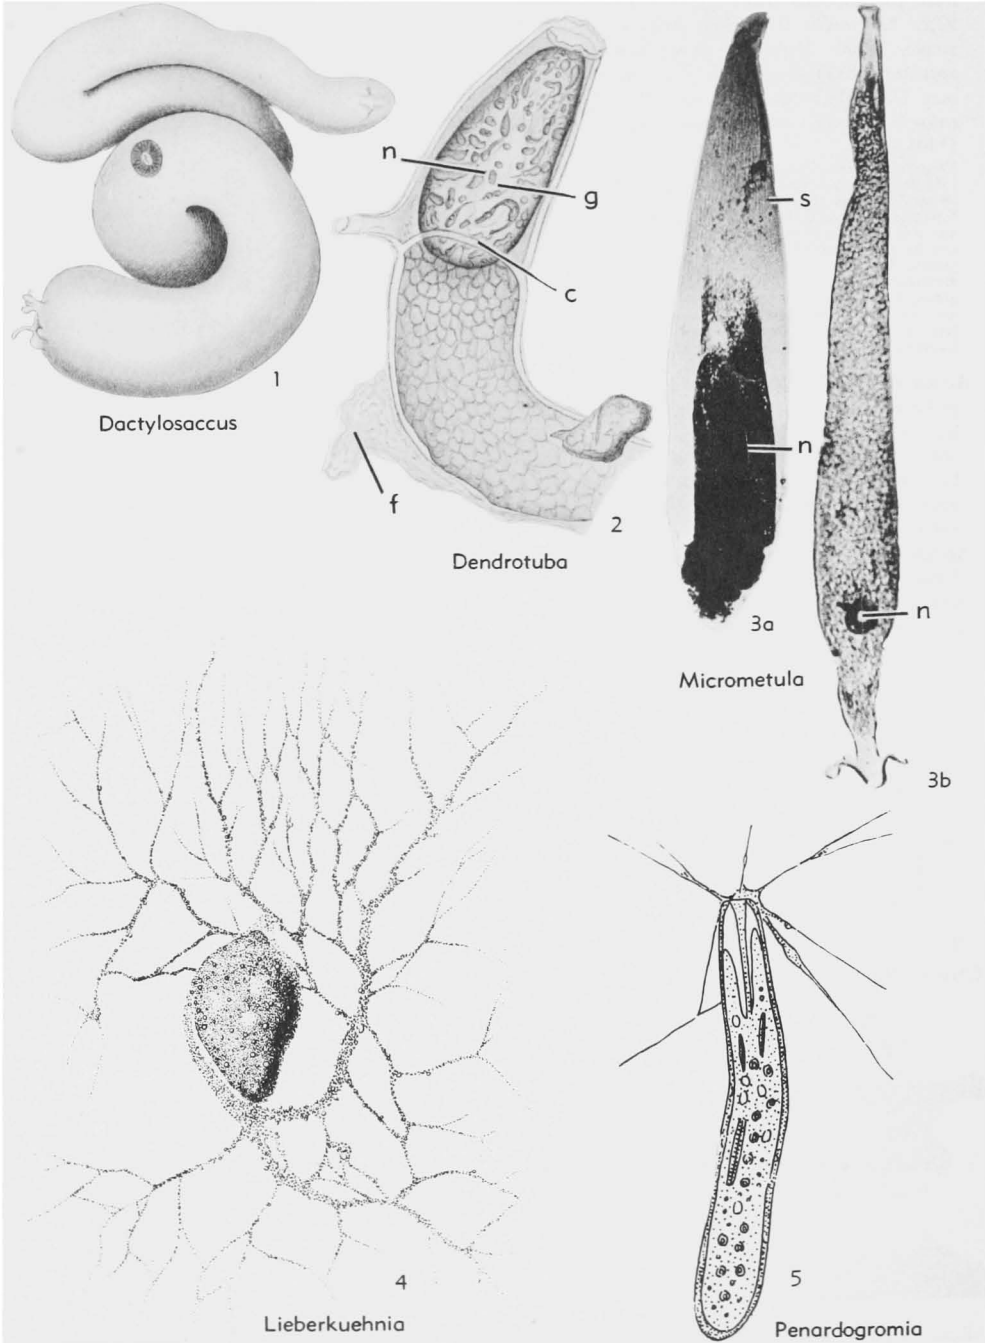 n
g
s
c
1
Dactylosaccus
n
f
2
Dendrotuba
n
3a
Micrometula
3b
4
Lieberkuehnia
5
Penardogromia